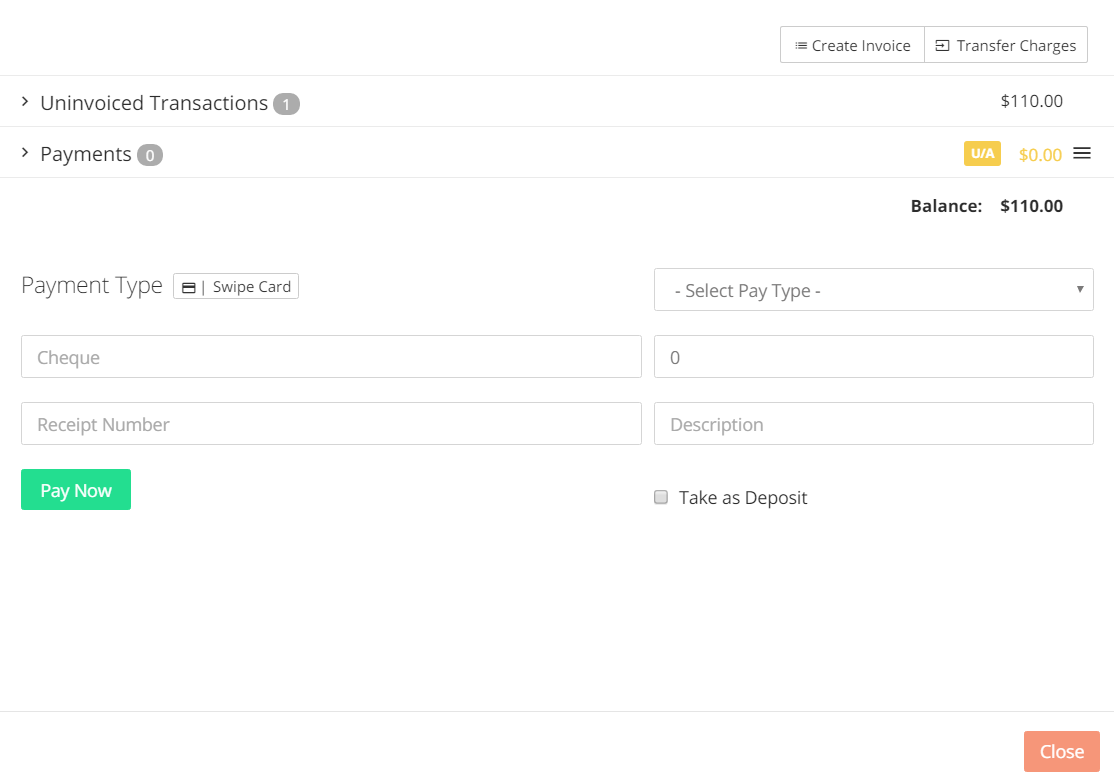 Create Invoice Transfer Charges
Uninvoiced Transactions 1 $110.00
Payments 0 U/A $0.00
Balance: $110.00
Payment Type | Swipe Card - Select Pay Type -
Cheque 0
Receipt Number Description
Pay Now Take as Deposit
Close